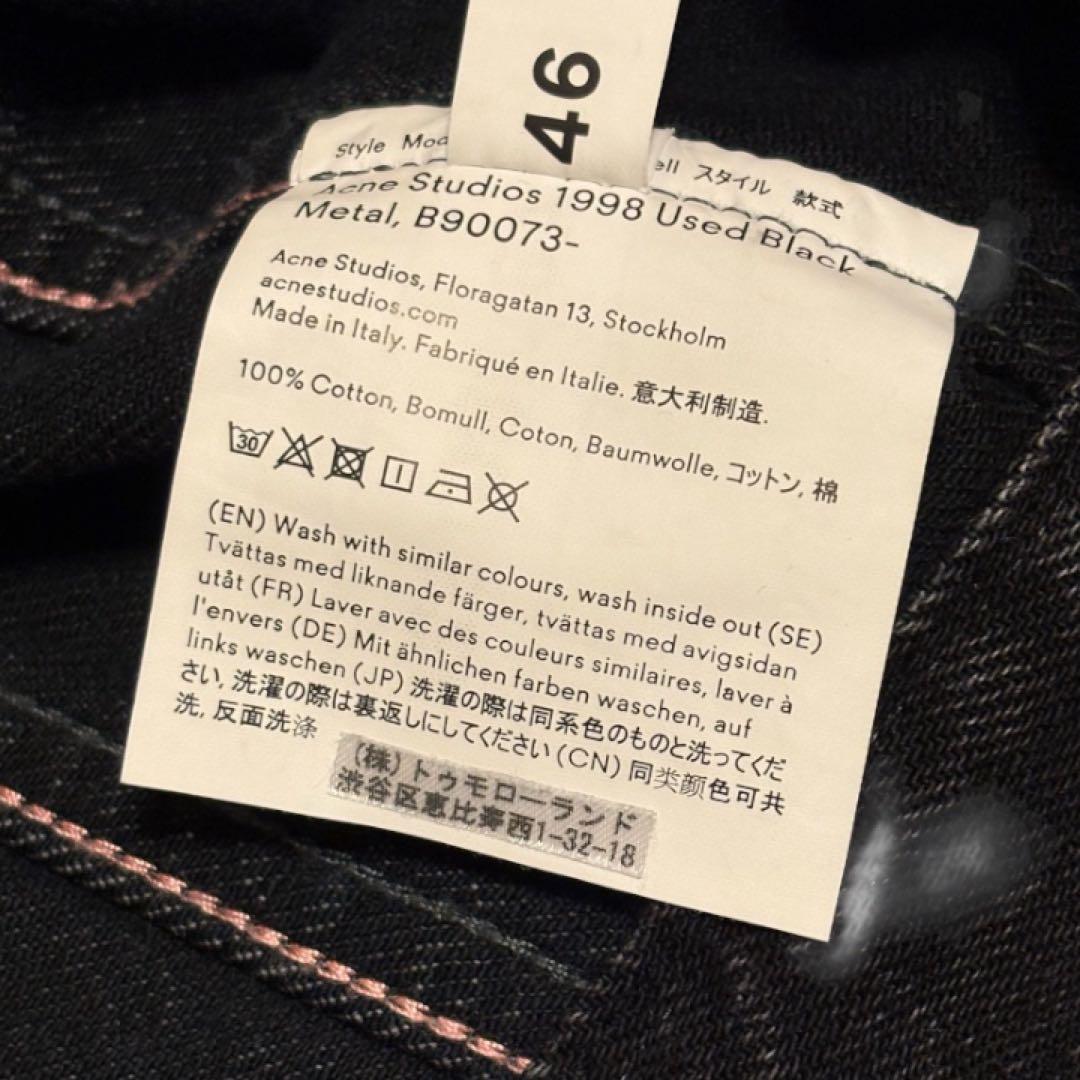 46
Style Mod
ell スタイル 款式
Acne Studios 1998 Used Black
Metal, B90073-
Acne Studios, Floragatan 13, Stockholm
acnestudios.com
Made in Italy. Fabriqué en Italie. 意大利制造.
100% Cotton, Bomull, Coton, Baumwolle, コットン, 棉
30
(EN) Wash with similar colours, wash inside out (SE)
Tvättas med liknande färger, tvättas med avigsidan
utåt (FR) Laver avec des couleurs similaires, laver à
l'envers (DE) Mit ähnlichen farben waschen, auf
links waschen (JP) 洗濯の際は同系色のものと洗ってくだ
さい, 洗濯の際は裏返しにしてください (CN) 同类颜色可共
洗, 反面洗涤
(株)トゥモローランド
渋谷区恵比寿西1-32-18